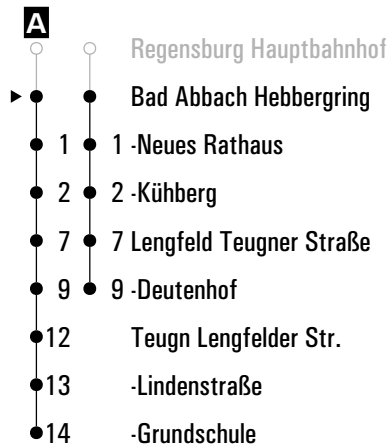 A
Regensburg Hauptbahnhof
Bad Abbach Hebbergring
1 1 -Neues Rathaus
2 2 -Kühberg
7 7 Lengfeld Teugner Straße
9 9 -Deutenhof
12 Teugn Lengfelder Str.
13 -Lindenstraße
14 -Grundschule